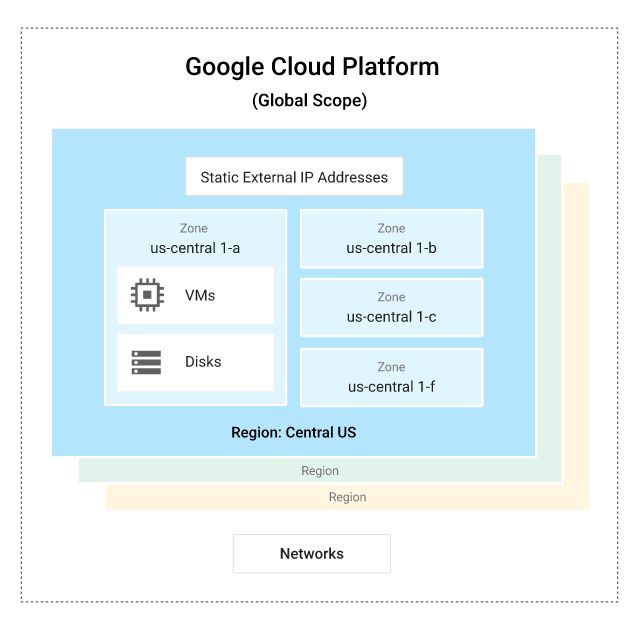 Google Cloud Platform
(Global Scope)
Static External IP Addresses
Zone
us-central 1-a
VMs
Disks
Zone
us-central 1-b
Zone
us-central 1-c
Zone
us-central 1-f
Region: Central US
Region
Region
Networks